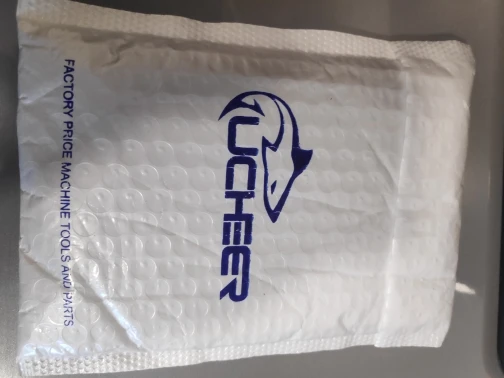 UCHEER
FACTORY PRICE MACHINE TOOLS AND PARTS